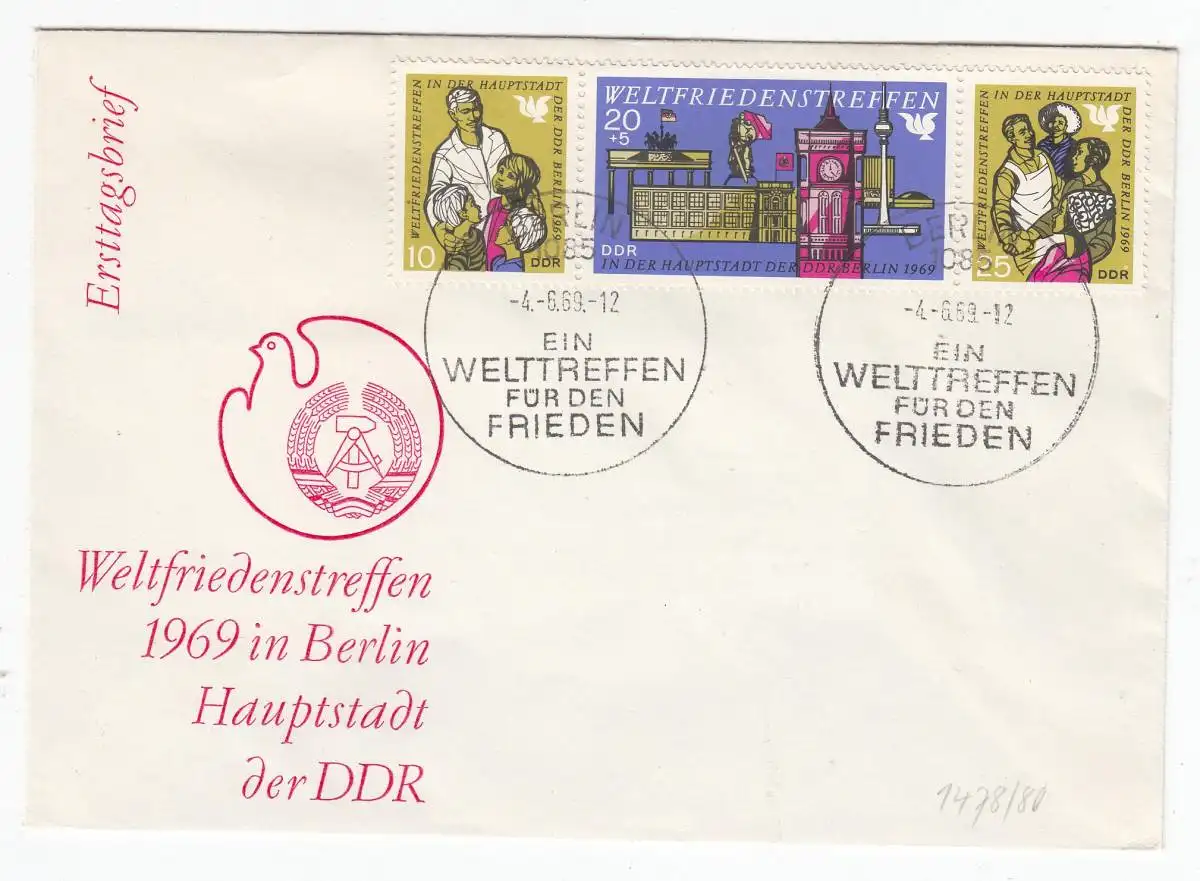 Ersttagsbrief
WELTFRIEDENSTREFFEN IN DER HAUPTSTADT DER DDR BERLIN 1969
10
DDR
WELTFRIEDENSTREFFEN
20
+5
DDR
IN DER HAUPTSTADT DER DDR BERLIN 1969
WELTFRIEDENSTREFFEN IN DER HAUPTSTADT DER DDR BERLIN 1969
25
DDR
1085
-4.-6.69.-12
EIN
WELTTREFFEN
FÜR DEN
FRIEDEN
1085
-4.-6.69.-12
EIN
WELTTREFFEN
FÜR DEN
FRIEDEN
Weltfriedenstreffen
1969 in Berlin
Hauptstadt
der DDR
1478/80